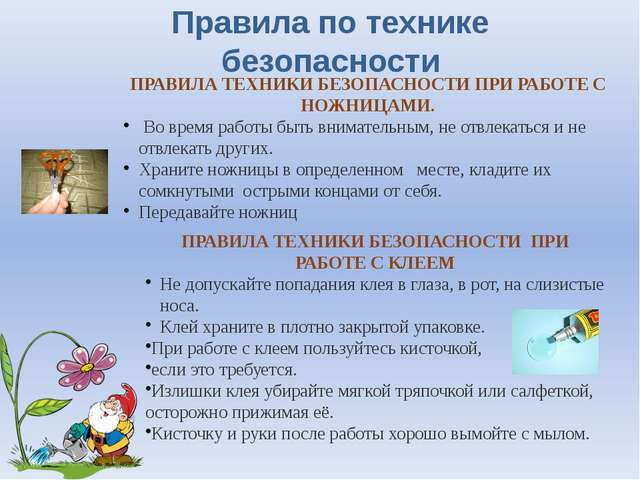 Правила по технике
безопасности
ПРАВИЛА ТЕХНИКИ БЕЗОПАСНОСТИ ПРИ РАБОТЕ С
НОЖНИЦАМИ.
• Во время работы быть внимательным, не отвлекаться и не
отвлекать других.
• Храните ножницы в определенном месте, кладите их
сомкнутыми острыми концами от себя.
• Передавайте ножниц
ПРАВИЛА ТЕХНИКИ БЕЗОПАСНОСТИ ПРИ
РАБОТЕ С КЛЕЕМ
• Не допускайте попадания клея в глаза, в рот, на слизистые
носа.
• Клей храните в плотно закрытой упаковке.
•При работе с клеем пользуйтесь кисточкой,
•если это требуется.
•Излишки клея убирайте мягкой тряпочкой или салфеткой,
осторожно прижимая её.
•Кисточку и руки после работы хорошо вымойте с мылом.